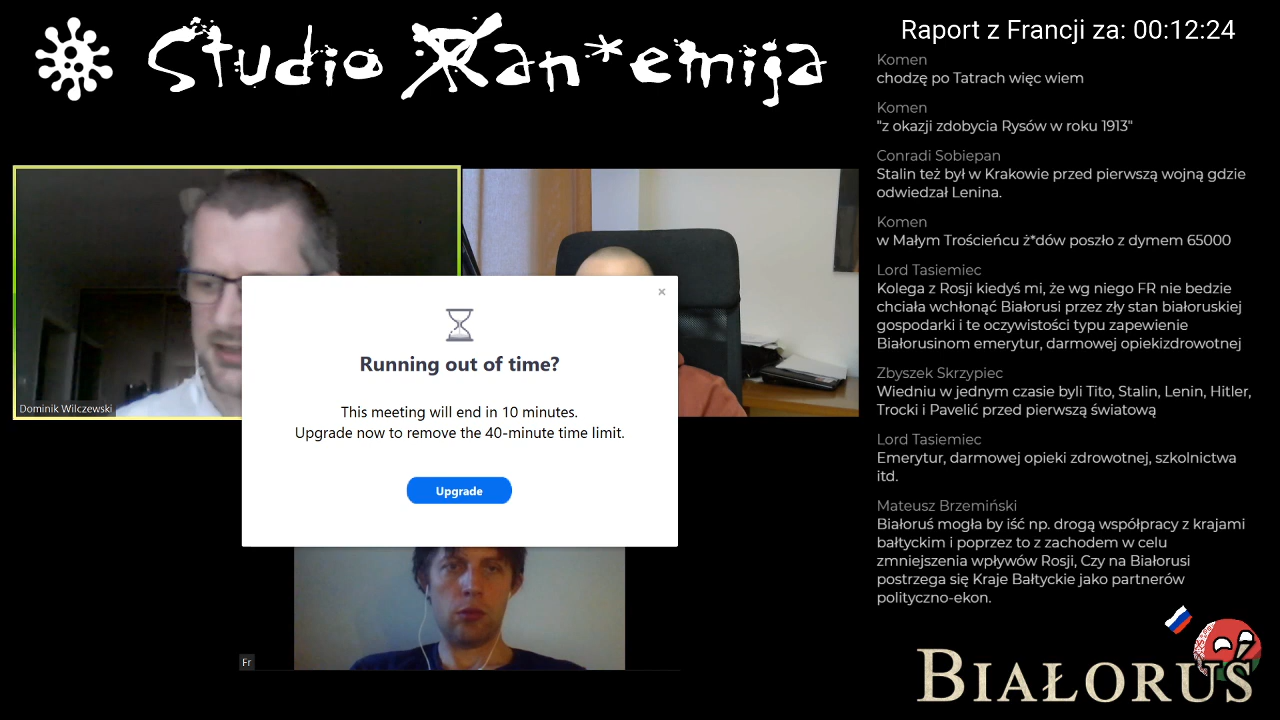 Studio Xan*emija
Raport z Francji za: 00:12:24
Komen
chodzę po Tatrach więc wiem
Komen
"z okazji zdobycia Rysów w roku 1913"
Conradi Sobiepan
Stalin też był w Krakowie przed pierwszą wojną gdzie
odwiedzał Lenina.
Komen
w Małym Trościeńcu ż*dów poszło z dymem 65000
Lord Tasiemiec
Kolega z Rosji kiedyś mi, że wg niego FR nie bedzie
chciała wchłonąć Białorusi przez zły stan białoruskiej
gospodarki i te oczywistości typu zapewienie
Białorusinom emerytur, darmowej opiekizdrowotnej
Zbyszek Skrzypiec
Wiedniu w jednym czasie byli Tito, Stalin, Lenin, Hitler,
Trocki i Pavelić przed pierwszą światową
Lord Tasiemiec
Emerytur, darmowej opieki zdrowotnej, szkolnictwa
itd.
Mateusz Brzemiński
Białoruś mogła by iść np. drogą współpracy z krajami
bałtyckim i poprzez to z zachodem w celu
zmniejszenia wpływów Rosji, Czy na Białorusi
postrzega się Kraje Bałtyckie jako partnerów
polityczno-ekon.
Dominik Wilczewski
×
Running out of time?
This meeting will end in 10 minutes.
Upgrade now to remove the 40-minute time limit.
Upgrade
Fr
Białoruś